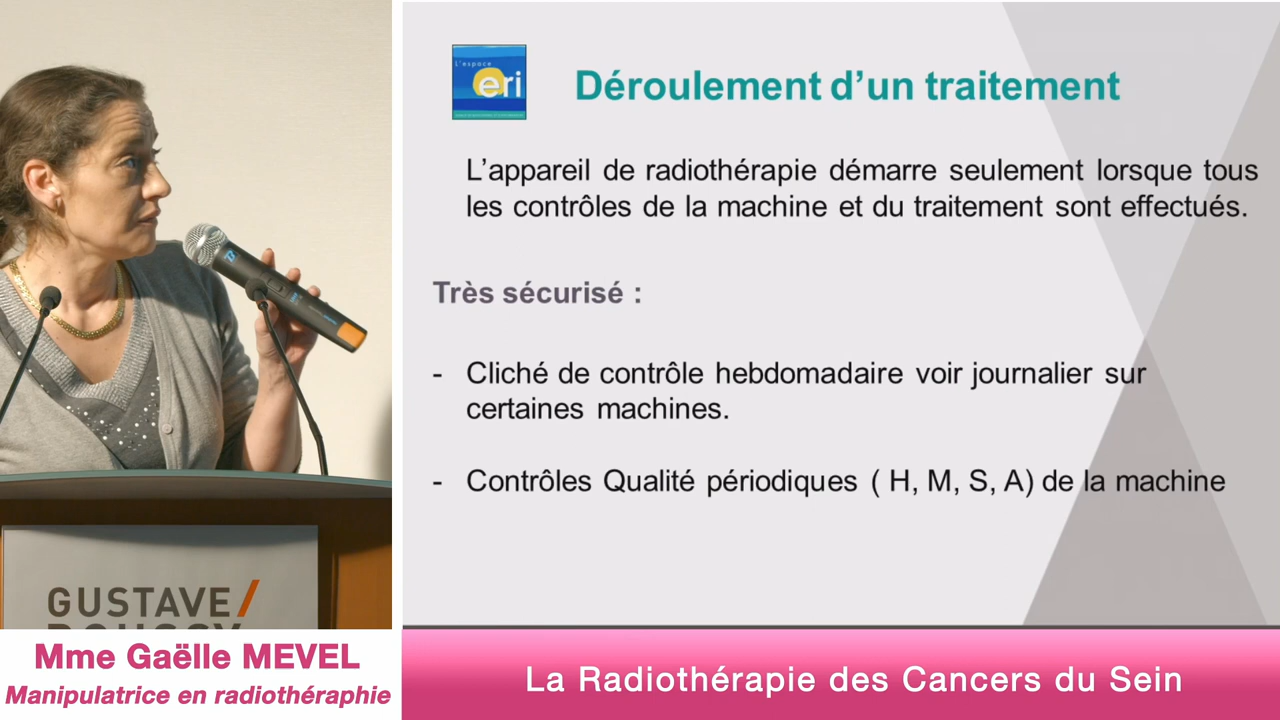 L'espace
eri
Déroulement d'un traitement
L'appareil de radiothérapie démarre seulement lorsque tous
les contrôles de la machine et du traitement sont effectués.
Très sécurisé :
- Cliché de contrôle hebdomadaire voir journalier sur
certaines machines.
- Contrôles Qualité périodiques ( H, M, S, A) de la machine
GUSTAVE/
Mme Gaëlle MEVEL
Manipulatrice en radiothéraphie
La Radiothérapie des Cancers du Sein